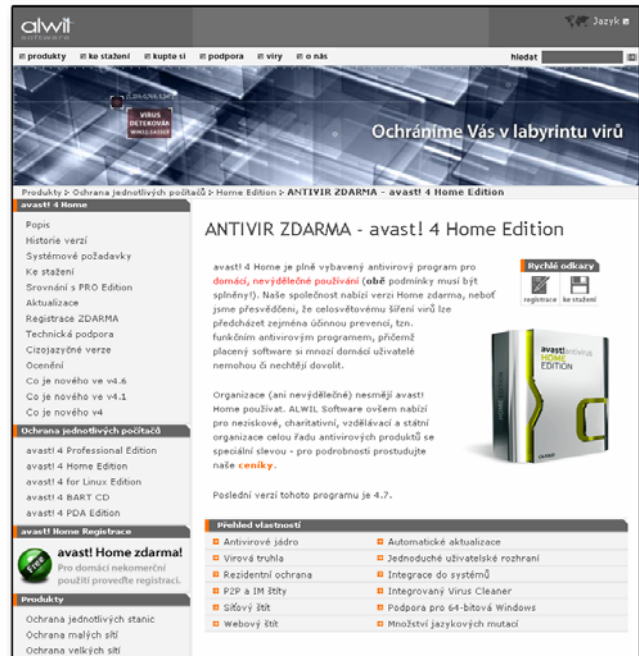 alwil
software
Jazyk
produkty ke stažení kupte si podpora viry o nás hledat
VIRUS
DETEKOVÁN
Ochráníme Vás v labyrintu virů
Produkty > Ochrana jednotlivých počítačů > Home Edition > ANTIVIR ZDARMA - avast! 4 Home Edition
avast! 4 Home
Popis
Historie verzí
Systémové požadavky
Ke stažení
Srovnání s PRO Edition
Aktualizace
Registrace ZDARMA
Technická podpora
Cizojazyčné verze
Ocenění
Co je nového ve v4.6
Co je nového ve v4.1
Co je nového v4
Ochrana jednotlivých počítačů
avast! 4 Professional Edition
avast! 4 Home Edition
avast! 4 for Linux Edition
avast! 4 BART CD
avast! 4 PDA Edition
avast! Home Registrace
Free
avast! Home zdarma!
Pro domácí nekomerční
použití proveďte registraci.
Produkty
Ochrana jednotlivých stanic
Ochrana malých sítí
Ochrana velkých sítí
ANTIVIR ZDARMA - avast! 4 Home Edition
avast! 4 Home je plně vybavený antivirový program pro
domácí, nevýdělečné používání (obě podmínky musí být
splněny!). Naše společnost nabízí verzi Home zdarma, neboť
jsme přesvědčeni, že celosvětovému šíření virů lze
předcházet zejména účinnou prevencí, tzn.
funkčním antivirovým programem, přičemž
placený software si mnozí domácí uživatelé
nemohou či nechtějí dovolit.
Organizace (ani nevýdělečné) nesmějí avast!
Home používat. ALWIL Software ovšem nabízí
pro neziskové, charitativní, vzdělávací a státní
organizace celou řadu antivirových produktů se
speciální slevou - pro podrobnosti prostudujte
naše ceníky.
Poslední verzí tohoto programu je 4.7.
Rychlé odkazy
registrace ke stažení
avast! antivirus
HOME
EDITION
Přehled vlastností
Antivirové jádro Automatické aktualizace
Virová truhla Jednoduché uživatelské rozhraní
Rezidentní ochrana Integrace do systémů
P2P a IM štíty Integrovaný Virus Cleaner
Síťový štít Podpora pro 64-bitová Windows
Webový štít Množství jazykových mutací